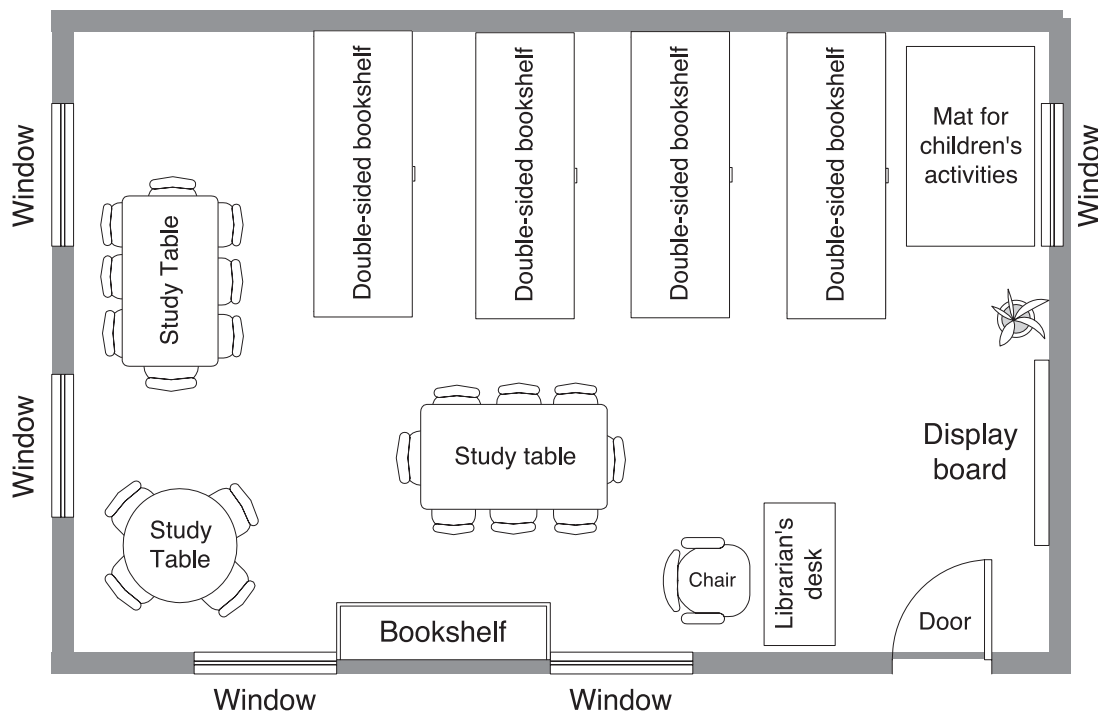 Double-sided bookshelf
Double-sided bookshelf
Double-sided bookshelf
Double-sided bookshelf
Mat for
children's
activities
Window
Window
Study Table
Window
Study table
Display
board
Study
Table
Chair
Librarian's
desk
Door
Bookshelf
Window
Window